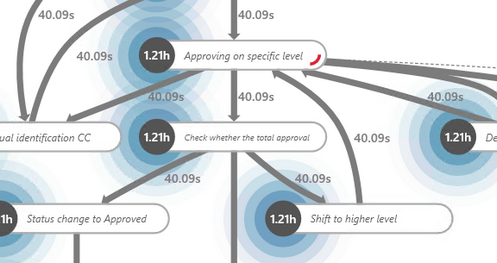 40.09s
40.09s
40.09s
1.21h Approving on specific level
40.09s
40.09s
40.09s
ual identification CC
1.21h Check whether the total approval
40.09s
1.21h De
40.09s
40.09s
1h Status change to Approved
1.21h Shift to higher level